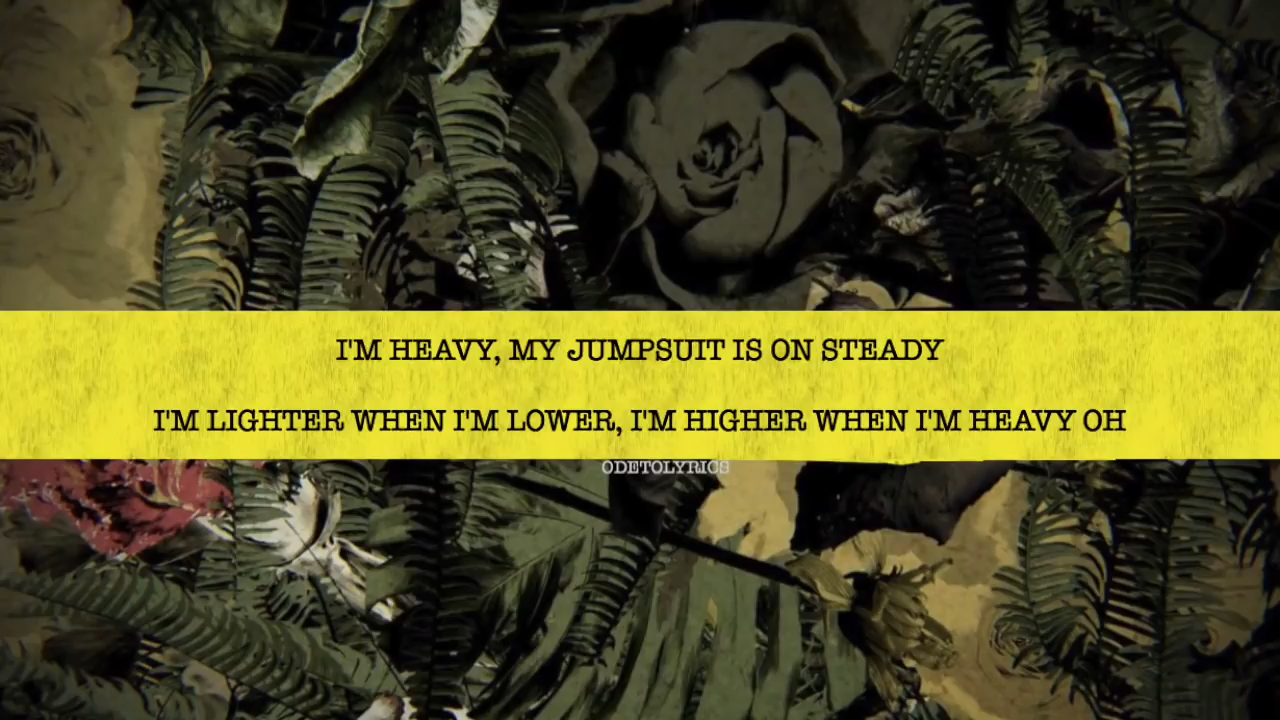 I'M HEAVY, MY JUMPSUIT IS ON STEADY
I'M LIGHTER WHEN I'M LOWER, I'M HIGHER WHEN I'M HEAVY OH
ODETOLYRICS